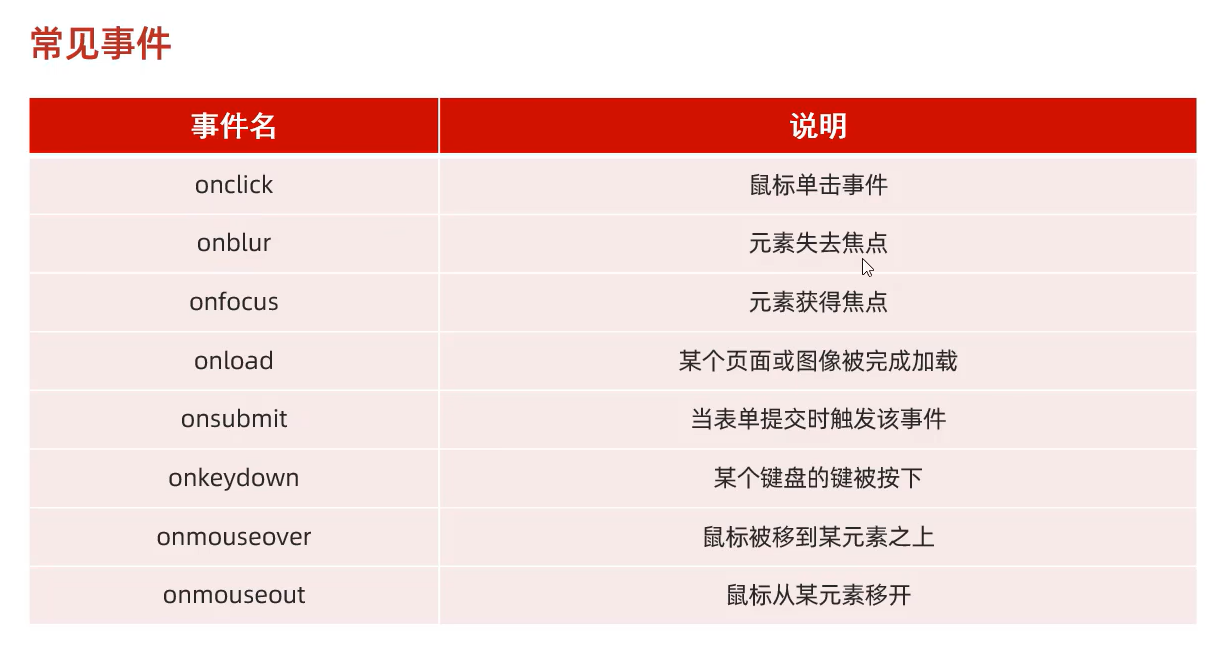 常见事件
事件名 说明
onclick 鼠标单击事件
onblur 元素失去焦点
onfocus 元素获得焦点
onload 某个页面或图像被完成加载
onsubmit 当表单提交时触发该事件
onkeydown 某个键盘的键被按下
onmouseover 鼠标被移到某元素之上
onmouseout 鼠标从某元素移开